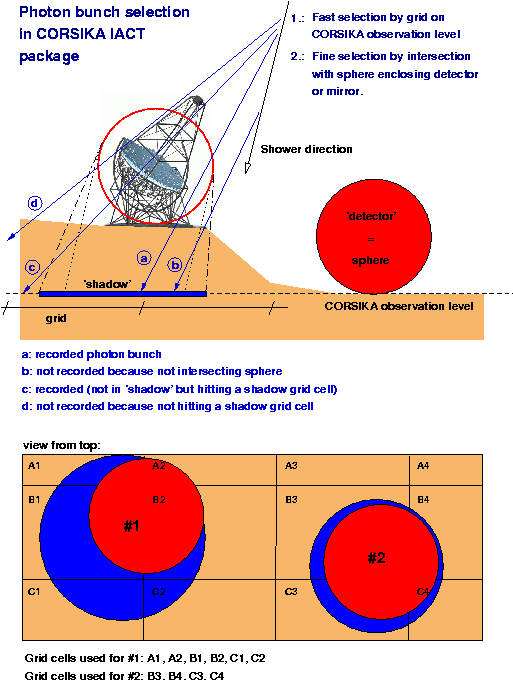 Photon bunch selection
in CORSIKA IACT
package
1.: Fast selection by grid on
CORSIKA observation level
2.: Fine selection by intersection
with sphere enclosing detector
or mirror.
Shower direction
d
'detector'
=
sphere
c
a
b
'shadow'
CORSIKA observation level
grid
a: recorded photon bunch
b: not recorded because not intersecting sphere
c: recorded (not in 'shadow' but hitting a shadow grid cell)
d: not recorded because not hitting a shadow grid cell
view from top:
A1 A2 A3 A4
B1 B2 B3 B4
#1
#2
C1 C2 C3 C4
Grid cells used for #1: A1, A2, B1, B2, C1, C2
Grid cells used for #2: B3, B4, C3, C4